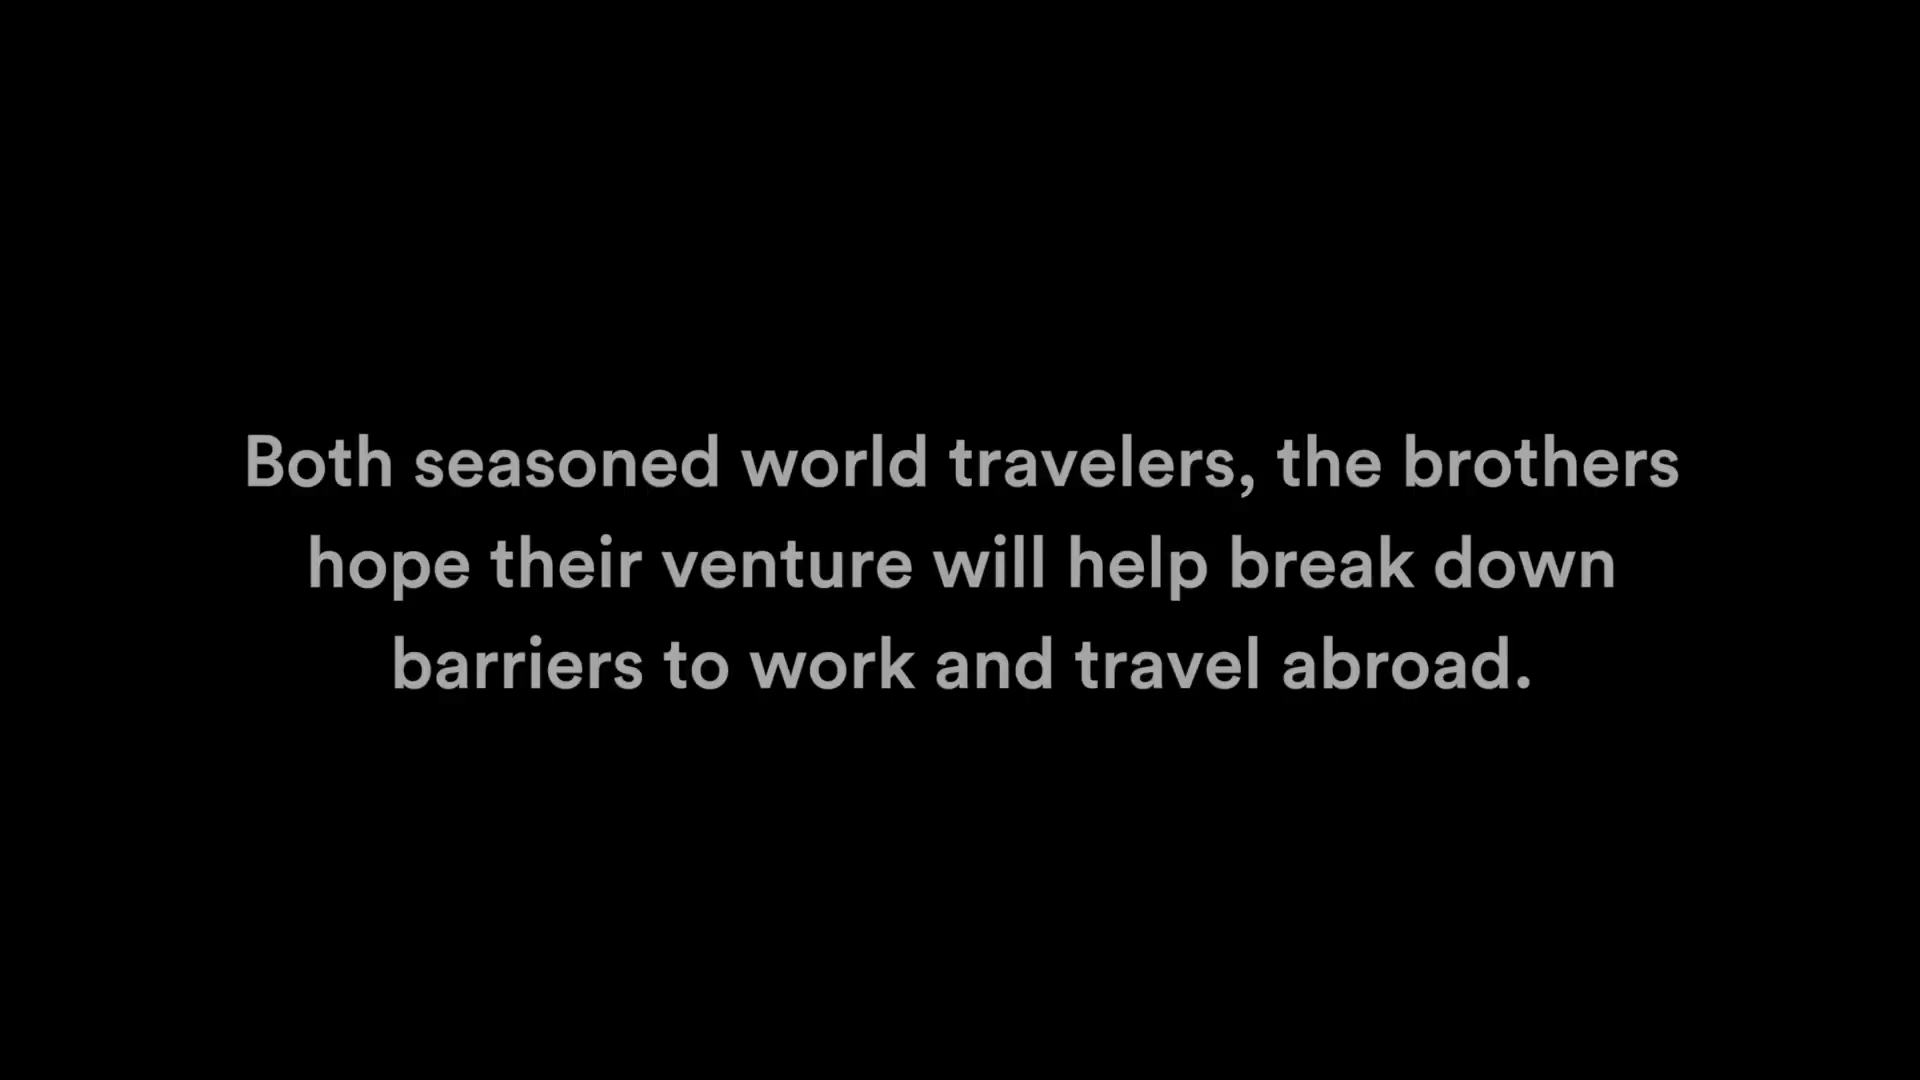 Both seasoned world travelers, the brothers
hope their venture will help break down
barriers to work and travel abroad.